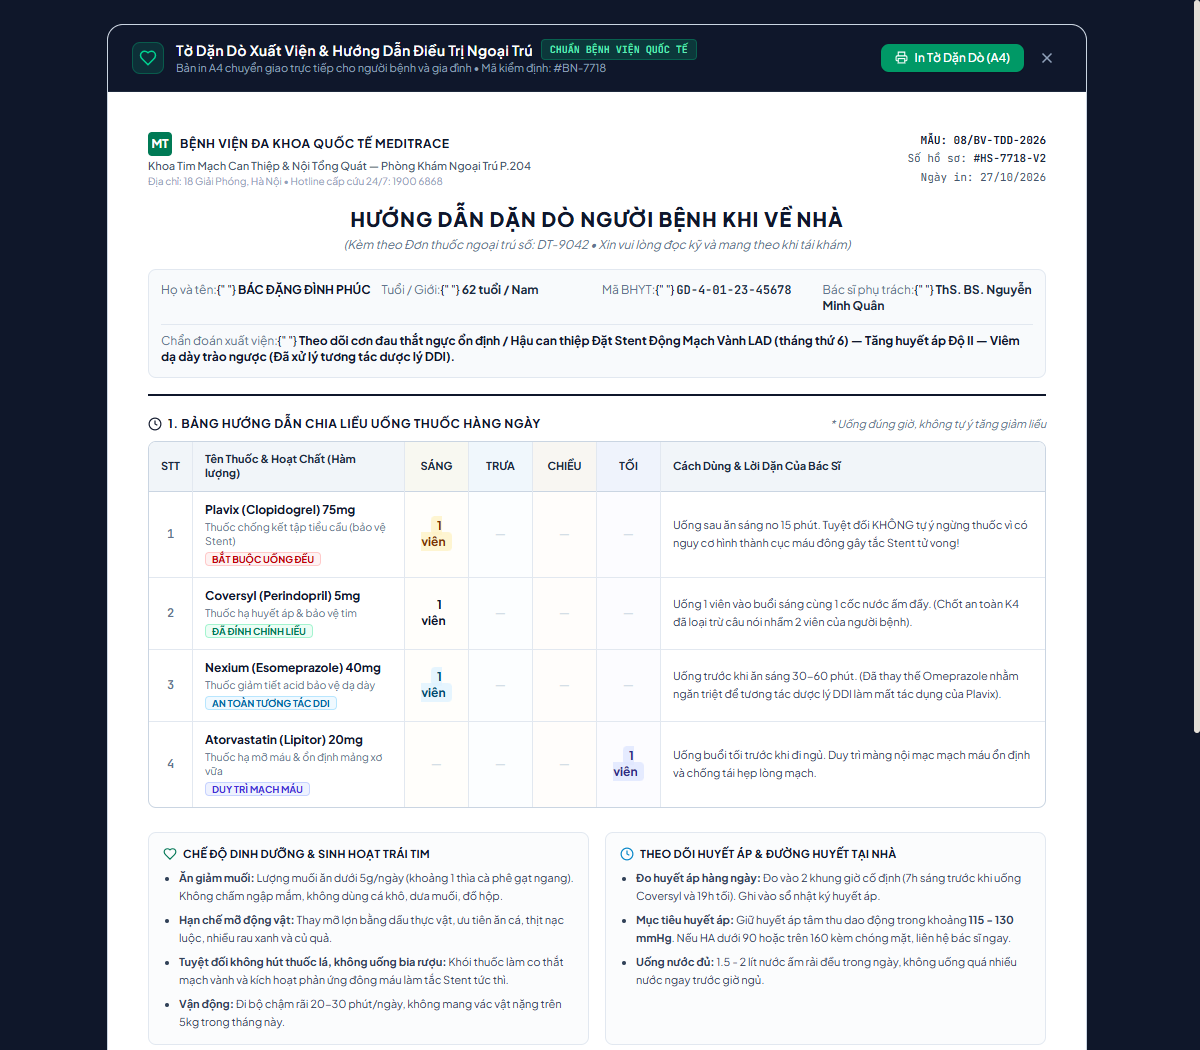 Tờ Dặn Dò Xuất Viện & Hướng Dẫn Điều Trị Ngoại Trú CHUẨN BỆNH VIỆN QUỐC TẾ
Bản in A4 chuyển giao trực tiếp cho người bệnh và gia đình • Mã kiểm định: #BN-7718
In Tờ Dặn Dò (A4)
MT BỆNH VIỆN ĐA KHOA QUỐC TẾ MEDITRACE
Khoa Tim Mạch Can Thiệp & Nội Tổng Quát — Phòng Khám Ngoại Trú P.204
Địa chỉ: 18 Giải Phóng, Hà Nội • Hotline cấp cứu 24/7: 1900 6868
MẪU: 08/BV-TDD-2026
Số hồ sơ: #HS-7718-V2
Ngày in: 27/10/2026
HƯỚNG DẪN DẶN DÒ NGƯỜI BỆNH KHI VỀ NHÀ
(Kèm theo Đơn thuốc ngoại trú số: DT-9042 • Xin vui lòng đọc kỹ và mang theo khi tái khám)
Họ và tên:{" "} BÁC ĐẶNG ĐÌNH PHÚC Tuổi / Giới:{" "} 62 tuổi / Nam Mã BHYT:{" "} GD-4-01-23-45678 Bác sĩ phụ trách:{" "} ThS. BS. Nguyễn
Minh Quân
Chẩn đoán xuất viện:{" "} Theo dõi cơn đau thắt ngực ổn định / Hậu can thiệp Đặt Stent Động Mạch Vành LAD (tháng thứ 6) — Tăng huyết áp Độ II — Viêm
dạ dày trào ngược (Đã xử lý tương tác dược lý DDI).
1. BẢNG HƯỚNG DẪN CHIA LIỀU UỐNG THUỐC HÀNG NGÀY
* Uống đúng giờ, không tự ý tăng giảm liều
STT Tên Thuốc & Hoạt Chất (Hàm
lượng) SÁNG TRƯA CHIỀU TỐI Cách Dùng & Lời Dặn Của Bác Sĩ
1
Plavix (Clopidogrel) 75mg
Thuốc chống kết tập tiểu cầu (bảo vệ
Stent)
BẮT BUỘC UỐNG ĐỀU
1
viên
—
—
—
Uống sau ăn sáng no 15 phút. Tuyệt đối KHÔNG tự ý ngừng thuốc vì có
nguy cơ hình thành cục máu đông gây tắc Stent tử vong!
2
Coversyl (Perindopril) 5mg
Thuốc hạ huyết áp & bảo vệ tim
ĐÃ ĐÍNH CHÍNH LIỀU
1
viên
—
—
—
Uống 1 viên vào buổi sáng cùng 1 cốc nước ấm đầy. (Chốt an toàn K4
đã loại trừ câu nói nhầm 2 viên của người bệnh).
3
Nexium (Esomeprazole) 40mg
Thuốc giảm tiết acid bảo vệ dạ dày
AN TOÀN TƯƠNG TÁC DDI
1
viên
—
—
—
Uống trước khi ăn sáng 30–60 phút. (Đã thay thế Omeprazole nhằm
ngăn triệt để tương tác dược lý DDI làm mất tác dụng của Plavix).
4
Atorvastatin (Lipitor) 20mg
Thuốc hạ mỡ máu & ổn định mảng xơ
vữa
DUY TRÌ MẠCH MÁU
—
—
—
1
viên
Uống buổi tối trước khi đi ngủ. Duy trì màng nội mạc mạch máu ổn định
và chống tái hẹp lòng mạch.
CHẾ ĐỘ DINH DƯỠNG & SINH HOẠT TRÁI TIM
• Ăn giảm muối: Lượng muối ăn dưới 5g/ngày (khoảng 1 thìa cà phê gạt ngang).
Không chấm ngập mắm, không dùng cá khô, dưa muối, đồ hộp.
• Hạn chế mỡ động vật: Thay mỡ lợn bằng dầu thực vật, ưu tiên ăn cá, thịt nạc
luộc, nhiều rau xanh và củ quả.
• Tuyệt đối không hút thuốc lá, không uống bia rượu: Khói thuốc làm co thắt
mạch vành và kích hoạt phản ứng đông máu làm tắc Stent tức thì.
• Vận động: Đi bộ chậm rãi 20–30 phút/ngày, không mang vác vật nặng trên
5kg trong tháng này.
THEO DÕI HUYẾT ÁP & ĐƯỜNG HUYẾT TẠI NHÀ
• Đo huyết áp hàng ngày: Đo vào 2 khung giờ cố định (7h sáng trước khi uống
Coversyl và 19h tối). Ghi vào sổ nhật ký huyết áp.
• Mục tiêu huyết áp: Giữ huyết áp tâm thu dao động trong khoảng 115 - 130
mmHg. Nếu HA dưới 90 hoặc trên 160 kèm chóng mặt, liên hệ bác sĩ ngay.
• Uống nước đủ: 1.5 - 2 lít nước ấm rải đều trong ngày, không uống quá nhiều
nước ngay trước giờ ngủ.